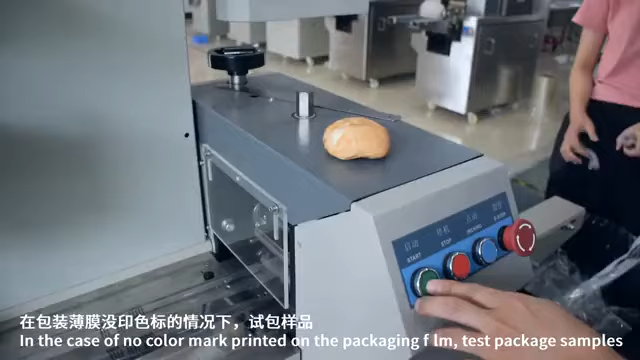 自动 停机 点动 急停
START STOP INCHING E-STOP
在包装薄膜没印色标的情况下，试包样品
In the case of no color mark printed on the packaging f lm, test package samples